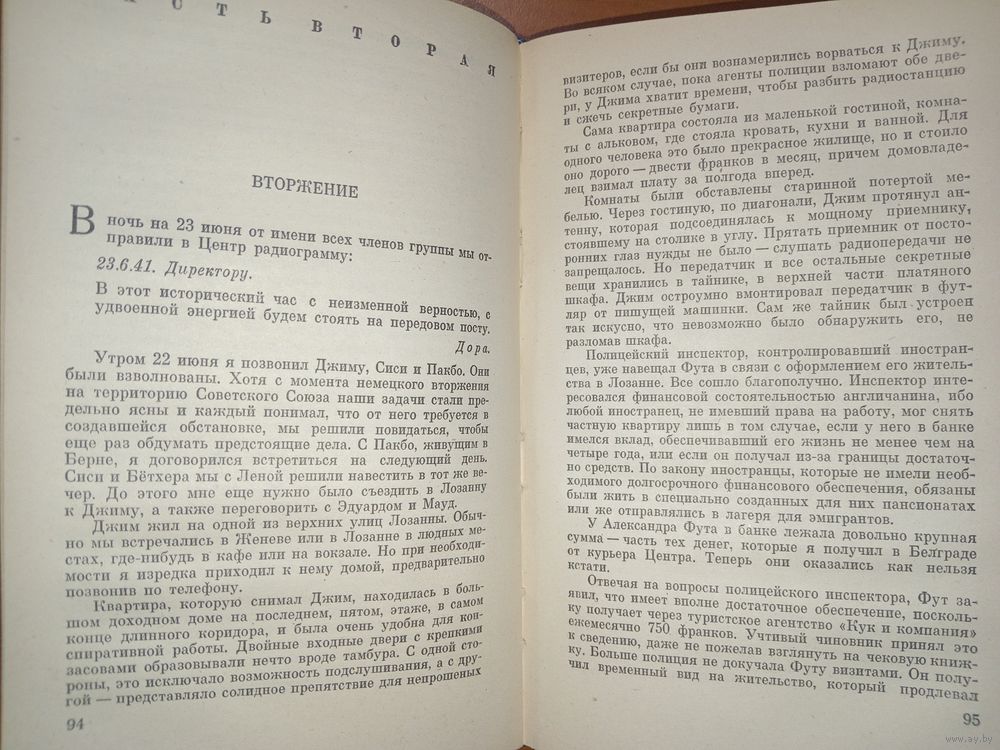 ЧАСТЬ ВТОРАЯ
ВТОРЖЕНИЕ
В ночь на 23 июня от имени всех членов группы мы от-
правили в Центр радиограмму:
23.6.41. Директору.
В этот исторический час с неизменной верностью, с
удвоенной энергией будем стоять на передовом посту.
Дора.
Утром 22 июня я позвонил Джиму, Сиси и Пакбо. Они
были взволнованы. Хотя с момента немецкого вторжения
на территорию Советского Союза наши задачи стали пре-
дельно ясны и каждый понимал, что от него требуется в
создавшейся обстановке, мы решили повидаться, чтобы
еще раз обдумать предстоящие дела. С Пакбо, живущим в
Берне, я договорился встретиться на следующий день.
Сиси и Бётхера мы с Леной решили навестить в тот же ве-
чер. До этого мне еще нужно было съездить в Лозанну
к Джиму, а также переговорить с Эдуардом и Мауд.
Джим жил на одной из верхних улиц Лозанны. Обыч-
но мы встречались в Женеве или в Лозанне в людных ме-
стах, где-нибудь в кафе или на вокзале. Но при необходи-
мости я изредка приходил к нему домой, предварительно
позвонив по телефону.
Квартира, которую снимал Джим, находилась в боль-
шом доходном доме на последнем, пятом, этаже, в самом
конце длинного коридора, и была очень удобна для кон-
спиративной работы. Двойные входные двери с крепкими
засовами образовывали нечто вроде тамбура. С одной сто-
роны, это исключало возможность подслушивания, а с дру-
гой — представляло солидное препятствие для непрошеных
94
визитеров, если бы они вознамерились ворваться к Джиму.
Во всяком случае, пока агенты полиции взломают обе две-
ри, у Джима хватит времени, чтобы разбить радиостанцию
и сжечь секретные бумаги.
Сама квартира состояла из маленькой гостиной, комна-
ты с альковом, где стояла кровать, кухни и ванной. Для
одного человека это было прекрасное жилище, но и стоило
оно дорого — двести франков в месяц, причем домовладе-
лец взимал плату за полгода вперед.
Комнаты были обставлены старинной потертой ме-
белью. Через гостиную, по диагонали, Джим протянул ан-
тенну, которая подсоединялась к мощному приемнику,
стоявшему на столике в углу. Прятать приемник от посто-
ронних глаз нужды не было — слушать радиопередачи не
запрещалось. Но передатчик и все остальные секретные
вещи хранились в тайнике, в верхней части платяного
шкафа. Джим остроумно вмонтировал передатчик в фут-
ляр от пишущей машинки. Сам же тайник был устроен
так искусно, что невозможно было обнаружить его, не
разломав шкафа.
Полицейский инспектор, контролировавший иностран-
цев, уже навещал Фута в связи с оформлением его житель-
ства в Лозанне. Все сошло благополучно. Инспектор инте-
ресовался финансовой состоятельностью англичанина, ибо
любой иностранец, не имевший права на работу, мог снять
частную квартиру лишь в том случае, если у него в банке
имелся вклад, обеспечивавший его жизнь не менее чем на
четыре года, или если он получал из-за границы достаточ-
но средств. По закону иностранцы, которые не имели необ-
ходимого долгосрочного финансового обеспечения, обязаны
были жить в специально созданных для них пансионатах
или же отправлялись в лагеря для эмигрантов.
У Александра Фута в банке лежала довольно крупная
сумма — часть тех денег, которые я получил в Белграде
от курьера Центра. Теперь они оказались как нельзя
кстати.
Отвечая на вопросы полицейского инспектора, Фут за-
явил, что имеет вполне достаточное обеспечение, посколь-
ку получает через туристское агентство «Кук и компания»
ежемесячно 750 франков. Учтивый чиновник принял это
к сведению, даже не пожелав взглянуть на чековую книж-
ку. Больше полиция не докучала Футу визитами. Он полу-
чил временный вид на жительство, который продлевал
95
www.ay.by